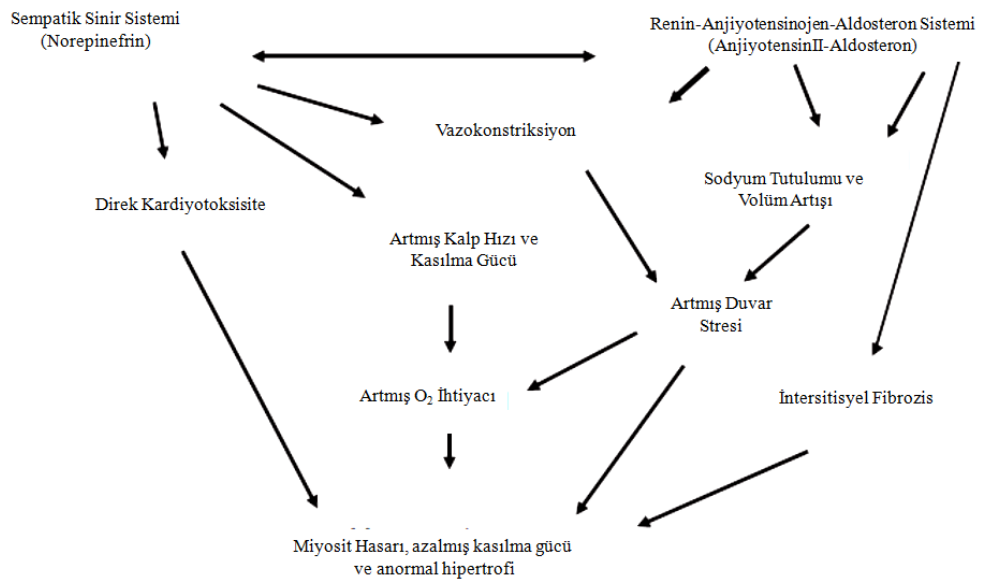 Sempatik Sinir Sistemi
(Norepinefrin)
Renin-Anjiyotensinojen-Aldosteron Sistemi
(AnjiyotensinII-Aldosteron)
Vazokonstriksiyon
Sodyum Tutulumu ve
Volüm Artışı
Direk Kardiyotoksisite
Artmış Kalp Hızı ve
Kasılma Gücü
Artmış Duvar
Stresi
Artmış O₂ İhtiyacı
İntersitisyel Fibrozis
Miyosit Hasarı, azalmış kasılma gücü
ve anormal hipertrofi